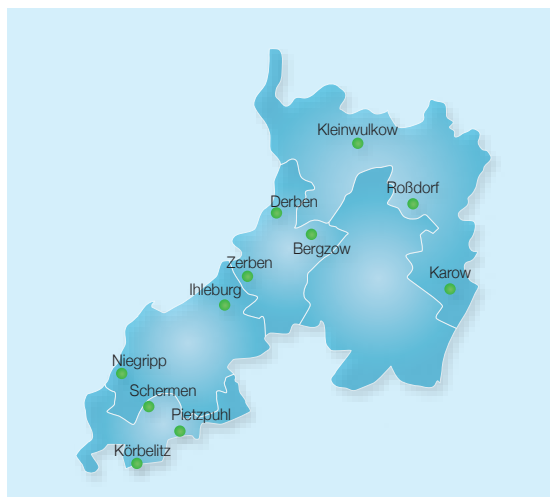 Kleinwulkow
Roßdorf
Derben
Bergzow
Zerben
Karow
Ihleburg
Niegripp
Schermen
Pietzpuhl
Körbelitz